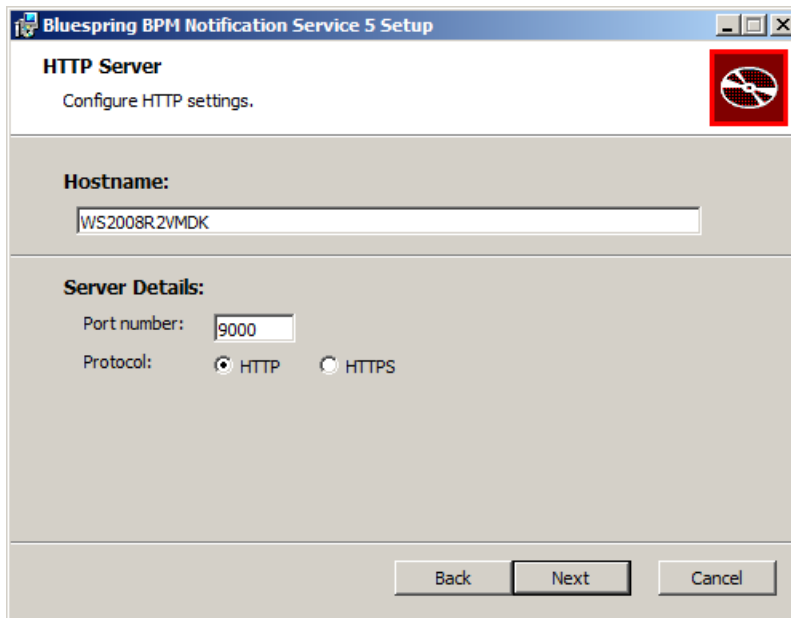 Bluespring BPM Notification Service 5 Setup
HTTP Server
Configure HTTP settings.
Hostname:
WS2008R2VMDK
Server Details:
Port number: 9000
Protocol: HTTP HTTPS
Back Next Cancel